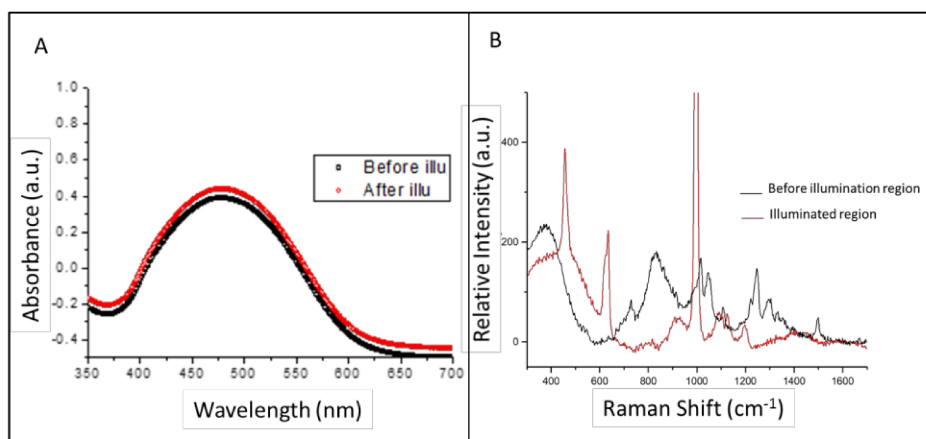 A
Absorbance (a.u.)
1.0
0.8
0.6
0.4
0.2
0.0
-0.2
-0.4
350 400 450 500 550 600 650 700
Wavelength (nm)
Before illu
After illu
B
Relative Intensity (a.u.)
400
200
0
400 600 800 1000 1200 1400 1600
Raman Shift (cm-1)
Before illumination region
Illuminated region